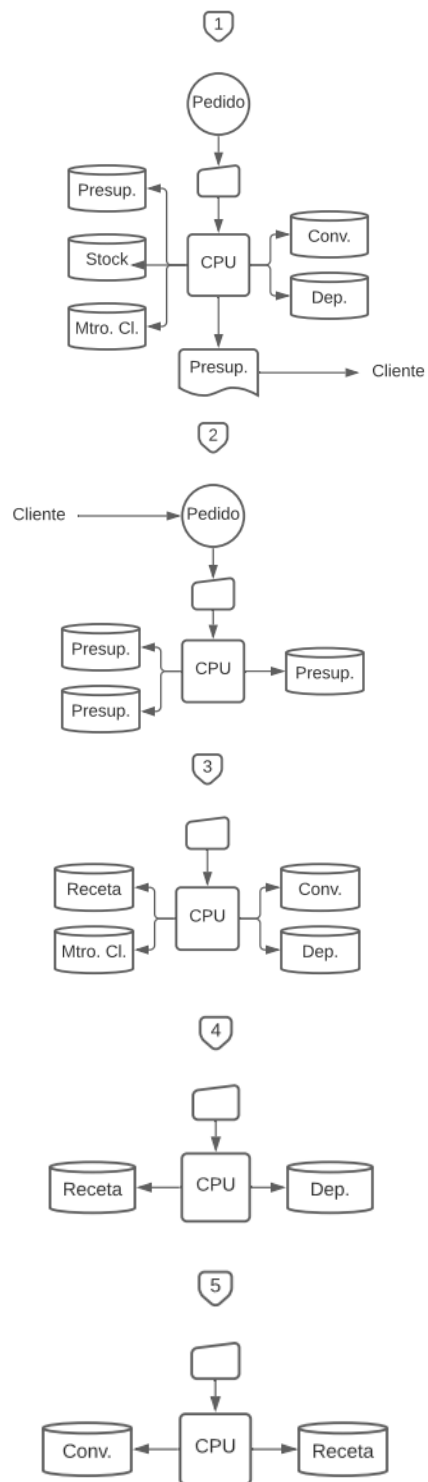 1
Pedido
Presup.
Conv.
Stock
CPU
Dep.
Mtro. Cl.
Presup.
Cliente
2
Cliente
Pedido
Presup.
CPU
Presup.
Presup.
3
Receta
CPU
Conv.
Mtro. Cl.
Dep.
4
Receta
CPU
Dep.
5
Conv.
CPU
Receta